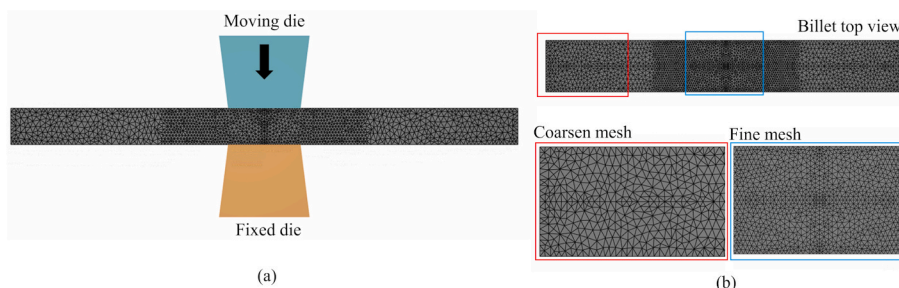 Moving die
Fixed die
(a)
Billet top view
Coarsen mesh
Fine mesh
(b)